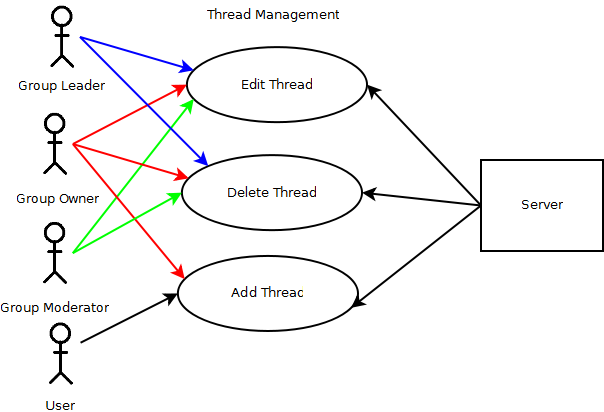 Thread Management
Group Leader
Edit Thread
Group Owner
Delete Thread
Server
Group Moderator
Add Threac
User